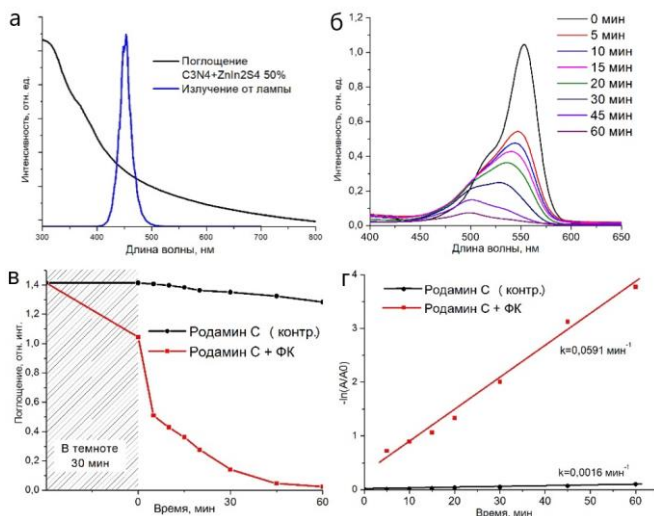 а
Интенсивность, отн. ед.
Поглощение
C3N4+ZnIn2S4 50%
Излучение от лампы
300 400 500 600 700 800
Длина волны, нм
б
Интенсивность, отн. ед.
1,2
1,0
0,8
0,6
0,4
0,2
0,0
0 мин
5 мин
10 мин
15 мин
20 мин
30 мин
45 мин
60 мин
400 450 500 550 600 650
Длина волны, нм
в
Поглощение, отн. инт.
1,4
1,2
1,0
0,8
0,6
0,4
0,2
0,0
Родамин С ( контр.)
Родамин С + ФК
В темноте
30 мин
0 15 30 45 60
Время, мин
г
-ln(A/A0)
4
3
2
1
0
Родамин С (контр.)
Родамин С + ФК
k=0,0591 мин⁻¹
k=0,0016 мин⁻¹
0 10 20 30 40 50 60
Время, мин